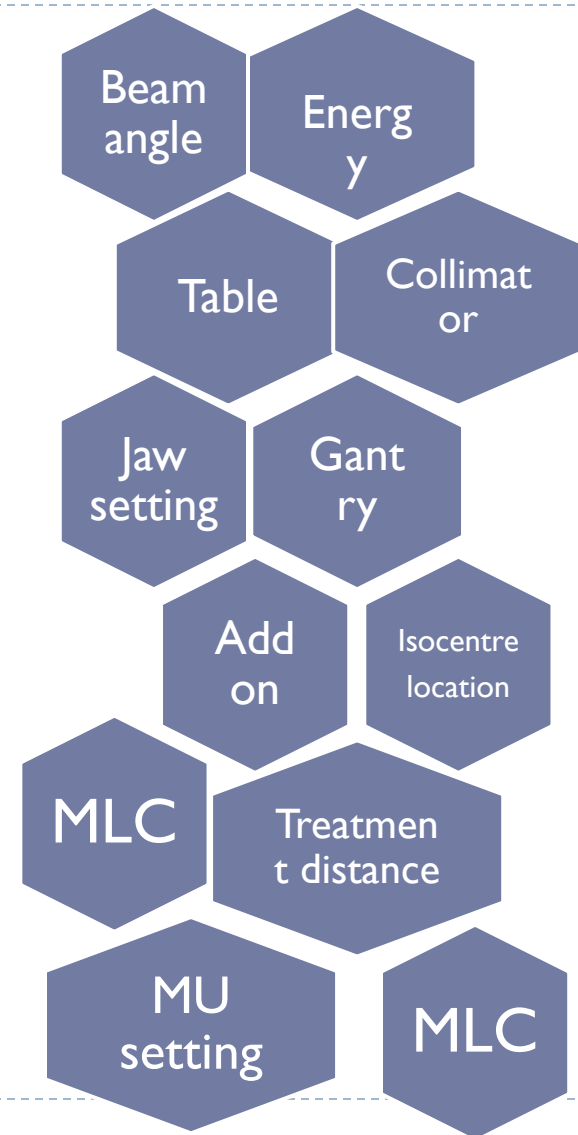 Beam
angle
Energ
y
Table
Collimat
or
Jaw
setting
Gant
ry
Add
on
Isocentre
location
MLC
Treatmen
t distance
MU
setting
MLC